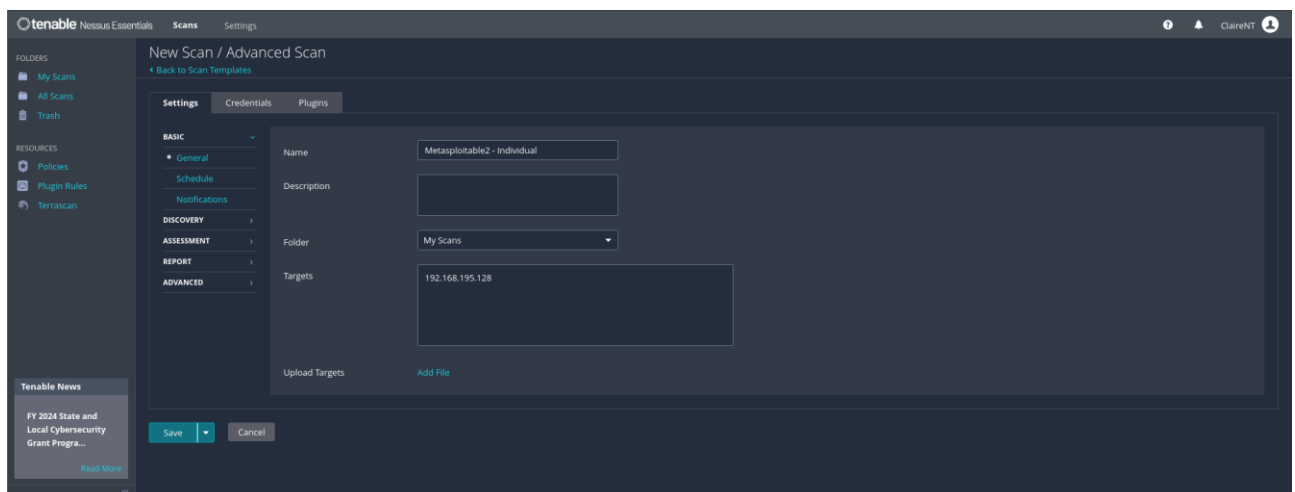 tenable Nessus Essentials Scans Settings ClaireNT
FOLDERS
My Scans
All Scans
Trash
RESOURCES
Policies
Plugin Rules
Terrascan
Tenable News
FY 2024 State and
Local Cybersecurity
Grant Progra...
Read More
New Scan / Advanced Scan
Back to Scan Templates
Settings Credentials Plugins
BASIC
General
Schedule
Notifications
DISCOVERY
ASSESSMENT
REPORT
ADVANCED
Name Metasploitable2 - Individual
Description
Folder My Scans
Targets 192.168.195.128
Upload Targets Add File
Save Cancel